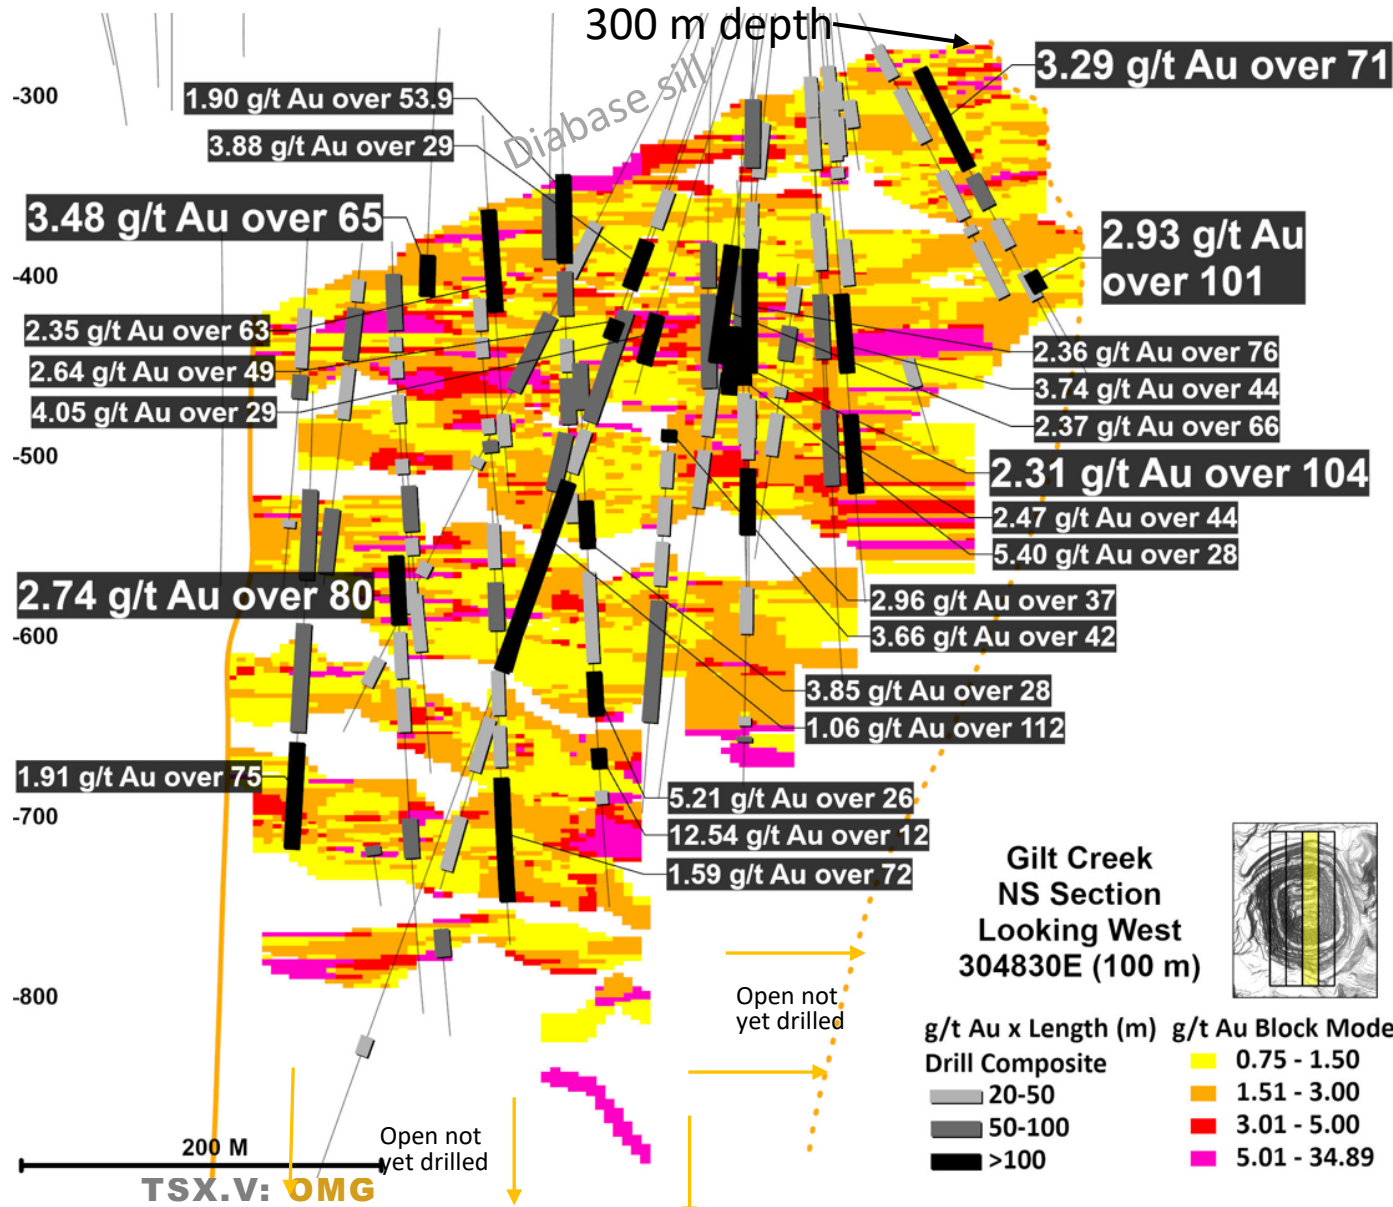 300 m depth
3.29 g/t Au over 71
-300
1.90 g/t Au over 53.9
Diabase sill
3.88 g/t Au over 29
3.48 g/t Au over 65
2.93 g/t Au
over 101
-400
2.35 g/t Au over 63
2.64 g/t Au over 49
4.05 g/t Au over 29
2.36 g/t Au over 76
3.74 g/t Au over 44
2.37 g/t Au over 66
-500
2.31 g/t Au over 104
2.47 g/t Au over 44
5.40 g/t Au over 28
2.74 g/t Au over 80
2.96 g/t Au over 37
3.66 g/t Au over 42
-600
3.85 g/t Au over 28
1.06 g/t Au over 112
1.91 g/t Au over 75
5.21 g/t Au over 26
-700
12.54 g/t Au over 12
1.59 g/t Au over 72
Gilt Creek
NS Section
Looking West
304830E (100 m)
-800
Open not
yet drilled
g/t Au x Length (m)
Drill Composite
20-50
50-100
>100
g/t Au Block Mode
0.75 - 1.50
1.51 - 3.00
3.01 - 5.00
5.01 - 34.89
Open not
yet drilled
200 M
TSX.V: OMG